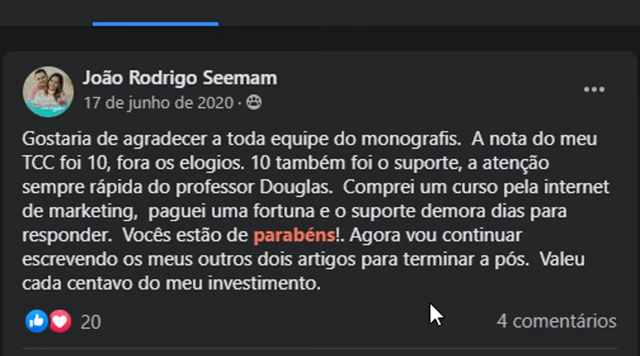 João Rodrigo Seemam
17 de junho de 2020 ·
Gostaria de agradecer a toda equipe do monografis. A nota do meu
TCC foi 10, fora os elogios. 10 também foi o suporte, a atenção
sempre rápida do professor Douglas. Comprei um curso pela internet
de marketing, paguei uma fortuna e o suporte demora dias para
responder. Vocês estão de parabéns!. Agora vou continuar
escrevendo os meus outros dois artigos para terminar a pós. Valeu
cada centavo do meu investimento.
20
4 comentários